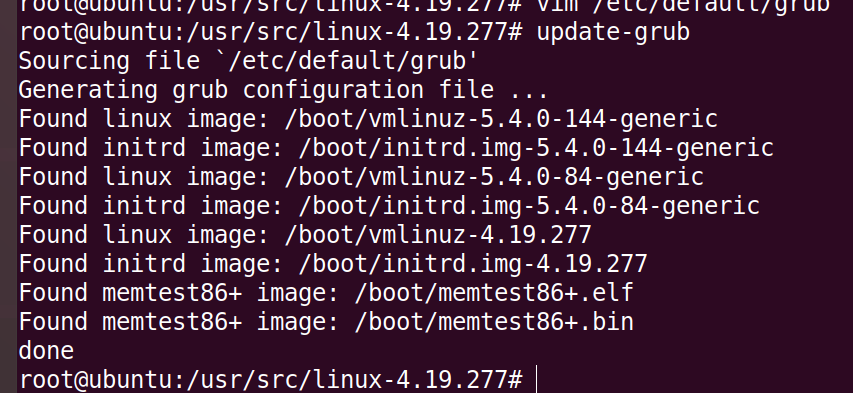 root@ubuntu:/usr/src/linux-4.19.277# vim /etc/default/grub
root@ubuntu:/usr/src/linux-4.19.277# update-grub
Sourcing file `/etc/default/grub'
Generating grub configuration file ...
Found linux image: /boot/vmlinuz-5.4.0-144-generic
Found initrd image: /boot/initrd.img-5.4.0-144-generic
Found linux image: /boot/vmlinuz-5.4.0-84-generic
Found initrd image: /boot/initrd.img-5.4.0-84-generic
Found linux image: /boot/vmlinuz-4.19.277
Found initrd image: /boot/initrd.img-4.19.277
Found memtest86+ image: /boot/memtest86+.elf
Found memtest86+ image: /boot/memtest86+.bin
done
root@ubuntu:/usr/src/linux-4.19.277#